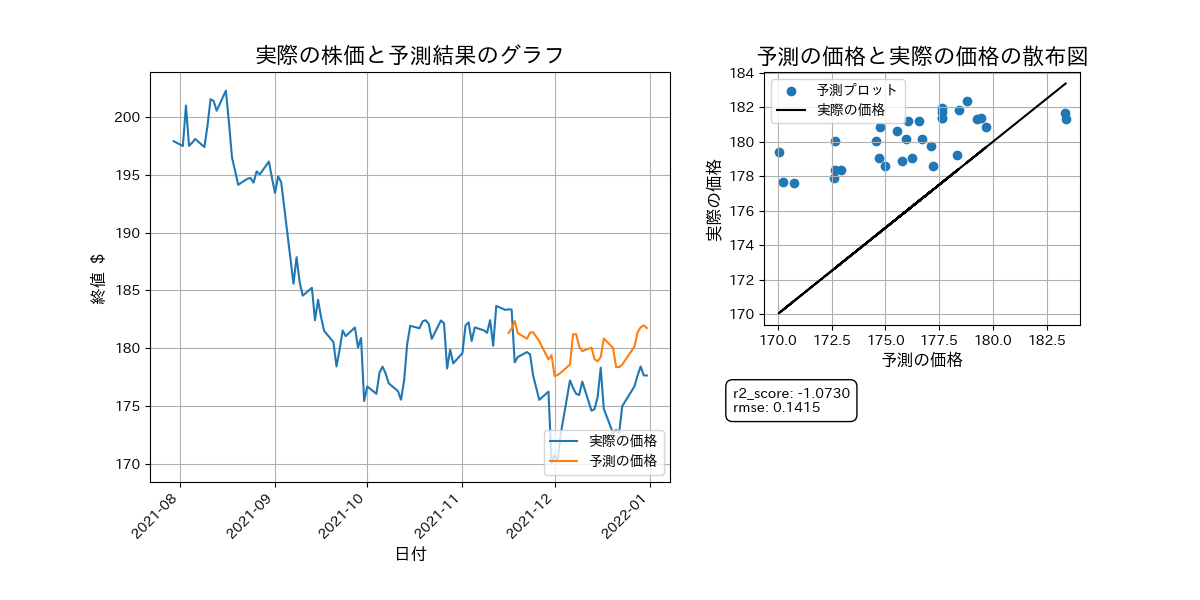 実際の株価と予測結果のグラフ
終値 $
200
195
190
185
180
175
170
2021-08
2021-09
2021-10
2021-11
2021-12
2022-01
日付
実際の価格
予測の価格
予測の価格と実際の価格の散布図
実際の価格
184
182
180
178
176
174
172
170
170.0
172.5
175.0
177.5
180.0
182.5
予測の価格
予測プロット
実際の価格
r2_score: -1.0730
rmse: 0.1415